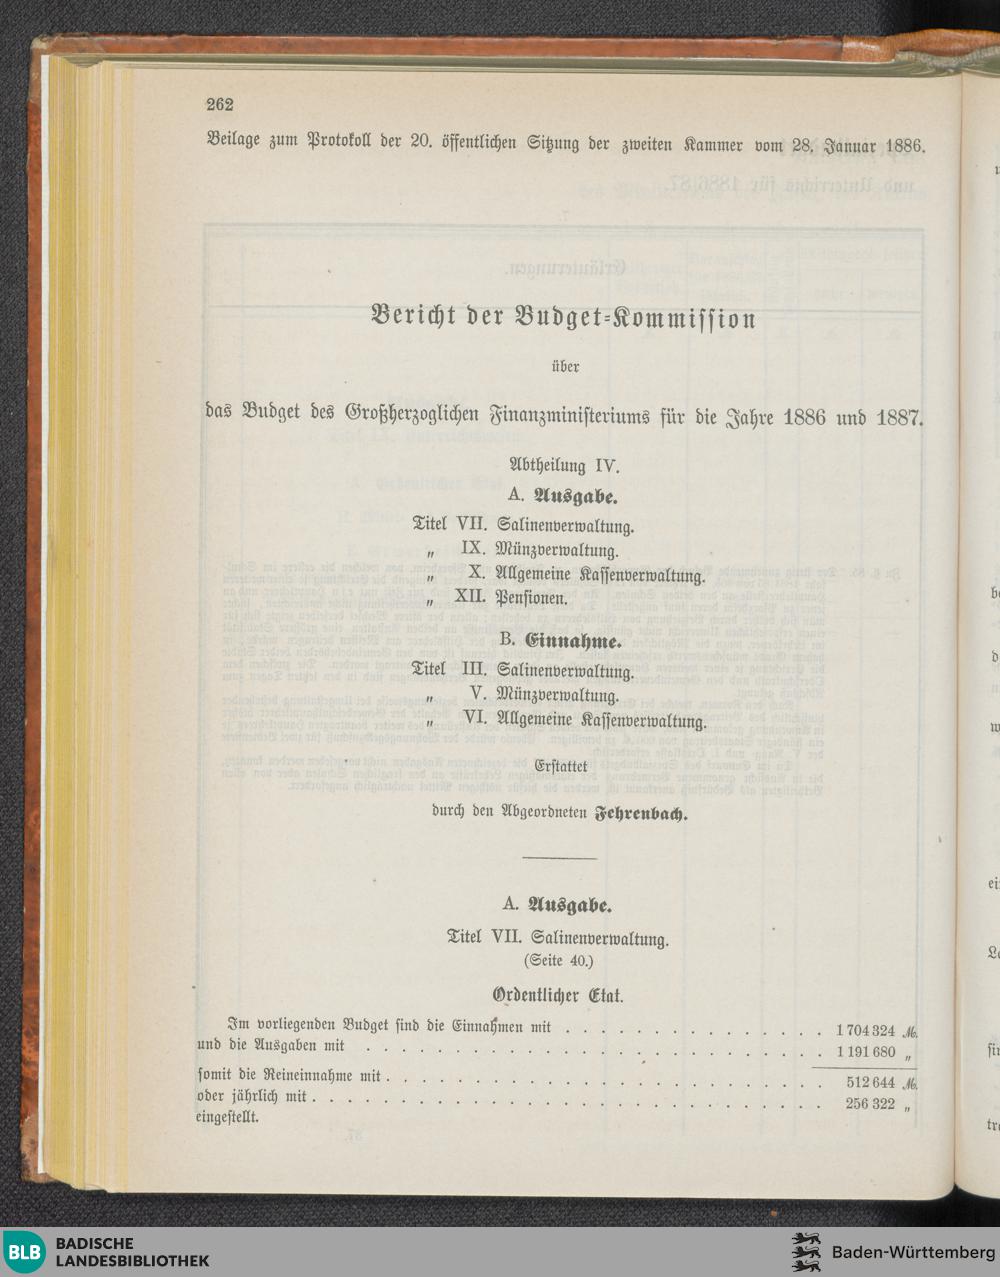 262
Beilage zum Protokoll der 20. öffentlichen Sitzung der zweiten Kammer vom 28. Januar 1886.
Bericht der Budget-Kommission
über
das Budget des Großherzoglichen Finanzministeriums für die Jahre 1886 und 1887.
Abtheilung IV.
A. Ausgabe.
Titel VII. Salinenverwaltung.
„ IX. Münzverwaltung.
„ X. Allgemeine Kassenverwaltung.
„ XII. Pensionen.
B. Einnahme.
Titel III. Salinenverwaltung.
„ V. Münzverwaltung.
„ VI. Allgemeine Kassenverwaltung.
Erstattet
durch den Abgeordneten Fehrenbach.
A. Ausgabe.
Titel VII. Salinenverwaltung.
(Seite 40.)
Ordentlicher Etat.
Im vorliegenden Budget sind die Einnahmen mit . . . . . . . . . . . . . . . 1 704 324 ℳ.
und die Ausgaben mit . . . . . . . . . . . . . . . . . . . . . . . . 1 191 680 „
somit die Reineinnahme mit . . . . . . . . . . . . . . . . . . . . . . . 512 644 ℳ.
oder jährlich mit . . . . . . . . . . . . . . . . . . . . . . . . . . 256 322 „
eingestellt.
BLB BADISCHE
LANDESBIBLIOTHEK
Baden-Württemberg